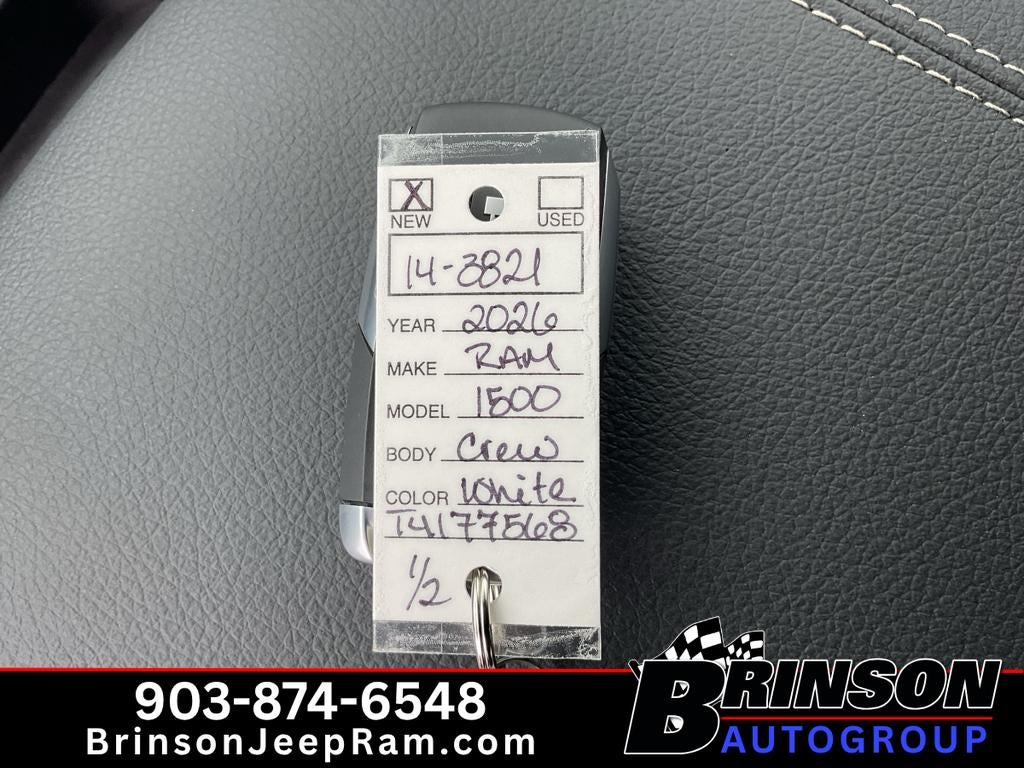 X
NEW USED
14-3821
YEAR 2026
MAKE RAM
MODEL 1500
BODY Crew
COLOR White
T4177568
1/2
903-874-6548
BrinsonJeepRam.com
BRINSON
AUTOGROUP